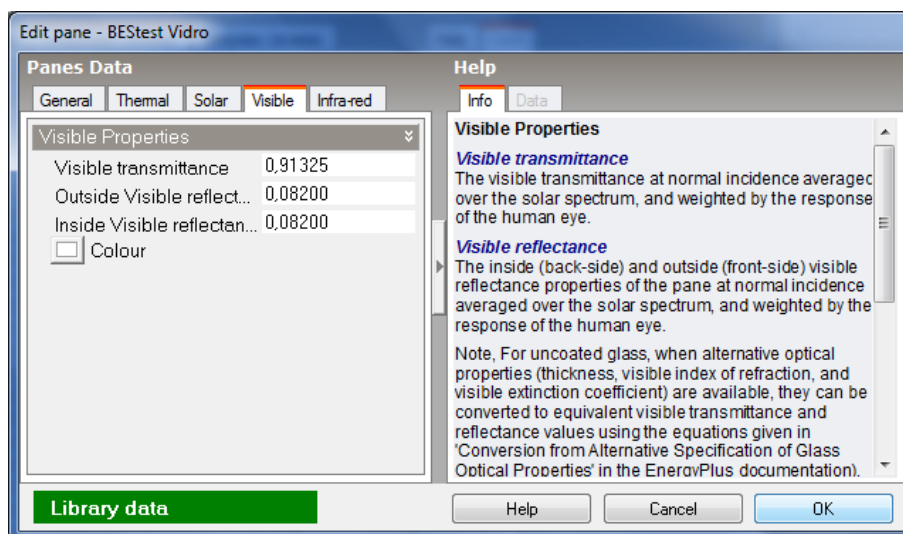 Edit pane - BEStest Vidro
Panes Data
General Thermal Solar Visible Infra-red
Visible Properties
Visible transmittance 0,91325
Outside Visible reflect... 0,08200
Inside Visible reflectan... 0,08200
Colour
Library data
Help
Info Data
Visible Properties
Visible transmittance
The visible transmittance at normal incidence averaged
over the solar spectrum, and weighted by the response
of the human eye.
Visible reflectance
The inside (back-side) and outside (front-side) visible
reflectance properties of the pane at normal incidence
averaged over the solar spectrum, and weighted by the
response of the human eye.
Note, For uncoated glass, when alternative optical
properties (thickness, visible index of refraction, and
visible extinction coefficient) are available, they can be
converted to equivalent visible transmittance and
reflectance values using the equations given in
'Conversion from Alternative Specification of Glass
Optical Properties' in the EnergyPlus documentation).
Help Cancel OK